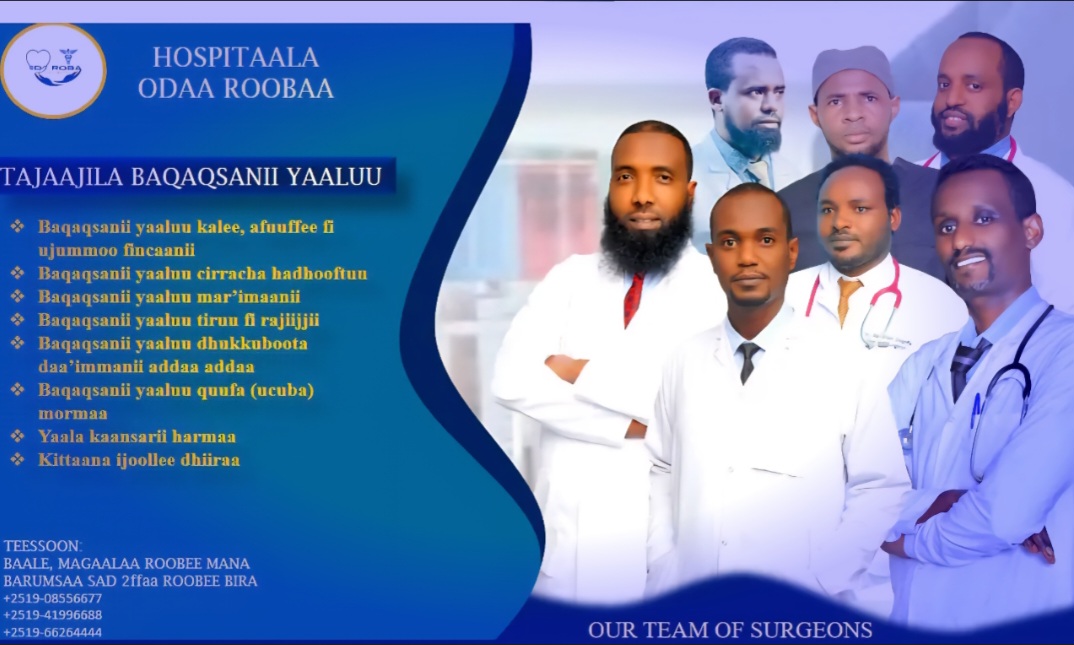 HOSPITAALA
ODAA ROOBAA
TAJAAJILA BAQAQSANII YAALUU
❖ Baqaqsanii yaaluu kalee, afuuffee fi
ujummoo fincaanii
❖ Baqaqsanii yaaluu cirracha hadhooftuu
❖ Baqaqsanii yaaluu mar’imaanii
❖ Baqaqsanii yaaluu tiruu fi rajiijjii
❖ Baqaqsanii yaaluu dhukkuboota
daa’immanii addaa addaa
❖ Baqaqsanii yaaluu quufa (ucuba)
mormaa
❖ Yaala kaansarii harmaa
❖ Kittaana ijoollee dhiiraa
TEESSOON:
BAALE, MAGAALAA ROOBEE MANA
BARUMSAA SAD 2ffaa ROOBEE BIRA
+2519-08556677
+2519-41996688
+2519-66264444
OUR TEAM OF SURGEONS